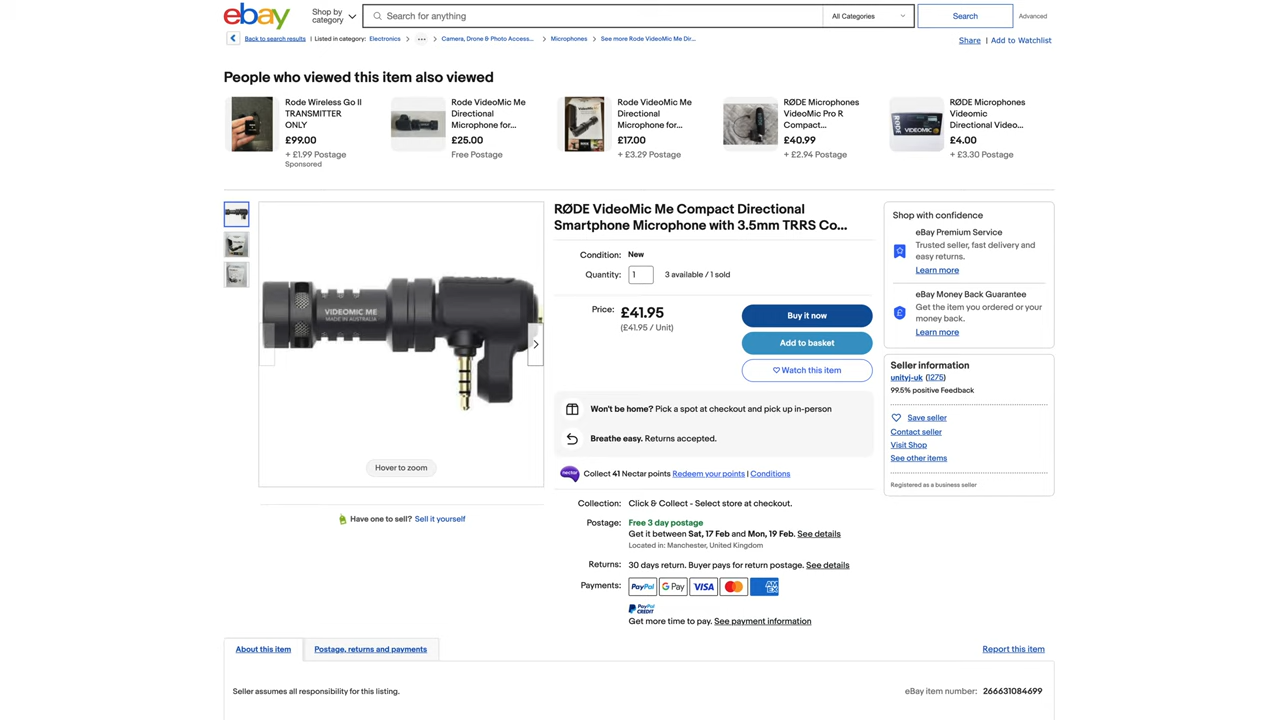 ebay
Shop by
category
Search for anything
All Categories
Search
Advanced
Back to search results | Listed in category: Electronics > ... > Camera, Drone & Photo Access... > Microphones > See more Rode VideoMic Me Dir...
Share | Add to Watchlist
People who viewed this item also viewed
Rode Wireless Go II
TRANSMITTER
ONLY
£99.00
+ £1.99 Postage
Sponsored
Rode VideoMic Me
Directional
Microphone for...
£25.00
Free Postage
Rode VideoMic Me
Directional
Microphone for...
£17.00
+ £3.29 Postage
RØDE Microphones
VideoMic Pro R
Compact...
£40.99
+ £2.94 Postage
RØDE
VIDEOMIC
RØDE Microphones
Videomic
Directional Video...
£4.00
+ £3.30 Postage
VIDEOMIC ME
MADE IN AUSTRALIA
Hover to zoom
Have one to sell? Sell it yourself
RØDE VideoMic Me Compact Directional
Smartphone Microphone with 3.5mm TRRS Co...
Condition: New
Quantity: 1 3 available / 1 sold
Price: £41.95
(£41.95 / Unit)
Buy it now
Add to basket
Watch this item
Won't be home? Pick a spot at checkout and pick up in-person
Breathe easy. Returns accepted.
nectar Collect 41 Nectar points Redeem your points | Conditions
Collection: Click & Collect - Select store at checkout.
Postage: Free 3 day postage
Get it between Sat, 17 Feb and Mon, 19 Feb. See details
Located in: Manchester, United Kingdom
Returns: 30 days return. Buyer pays for return postage. See details
Payments: PayPal G Pay VISA AMEX
PayPal
CREDIT
Get more time to pay. See payment information
Shop with confidence
eBay Premium Service
Trusted seller, fast delivery and
easy returns.
Learn more
eBay Money Back Guarantee
Get the item you ordered or your
money back.
Learn more
Seller information
unityj-uk (1275)
99.5% positive Feedback
Save seller
Contact seller
Visit Shop
See other items
Registered as a business seller
About this item
Postage, returns and payments
Report this item
Seller assumes all responsibility for this listing.
eBay item number: 266631084699